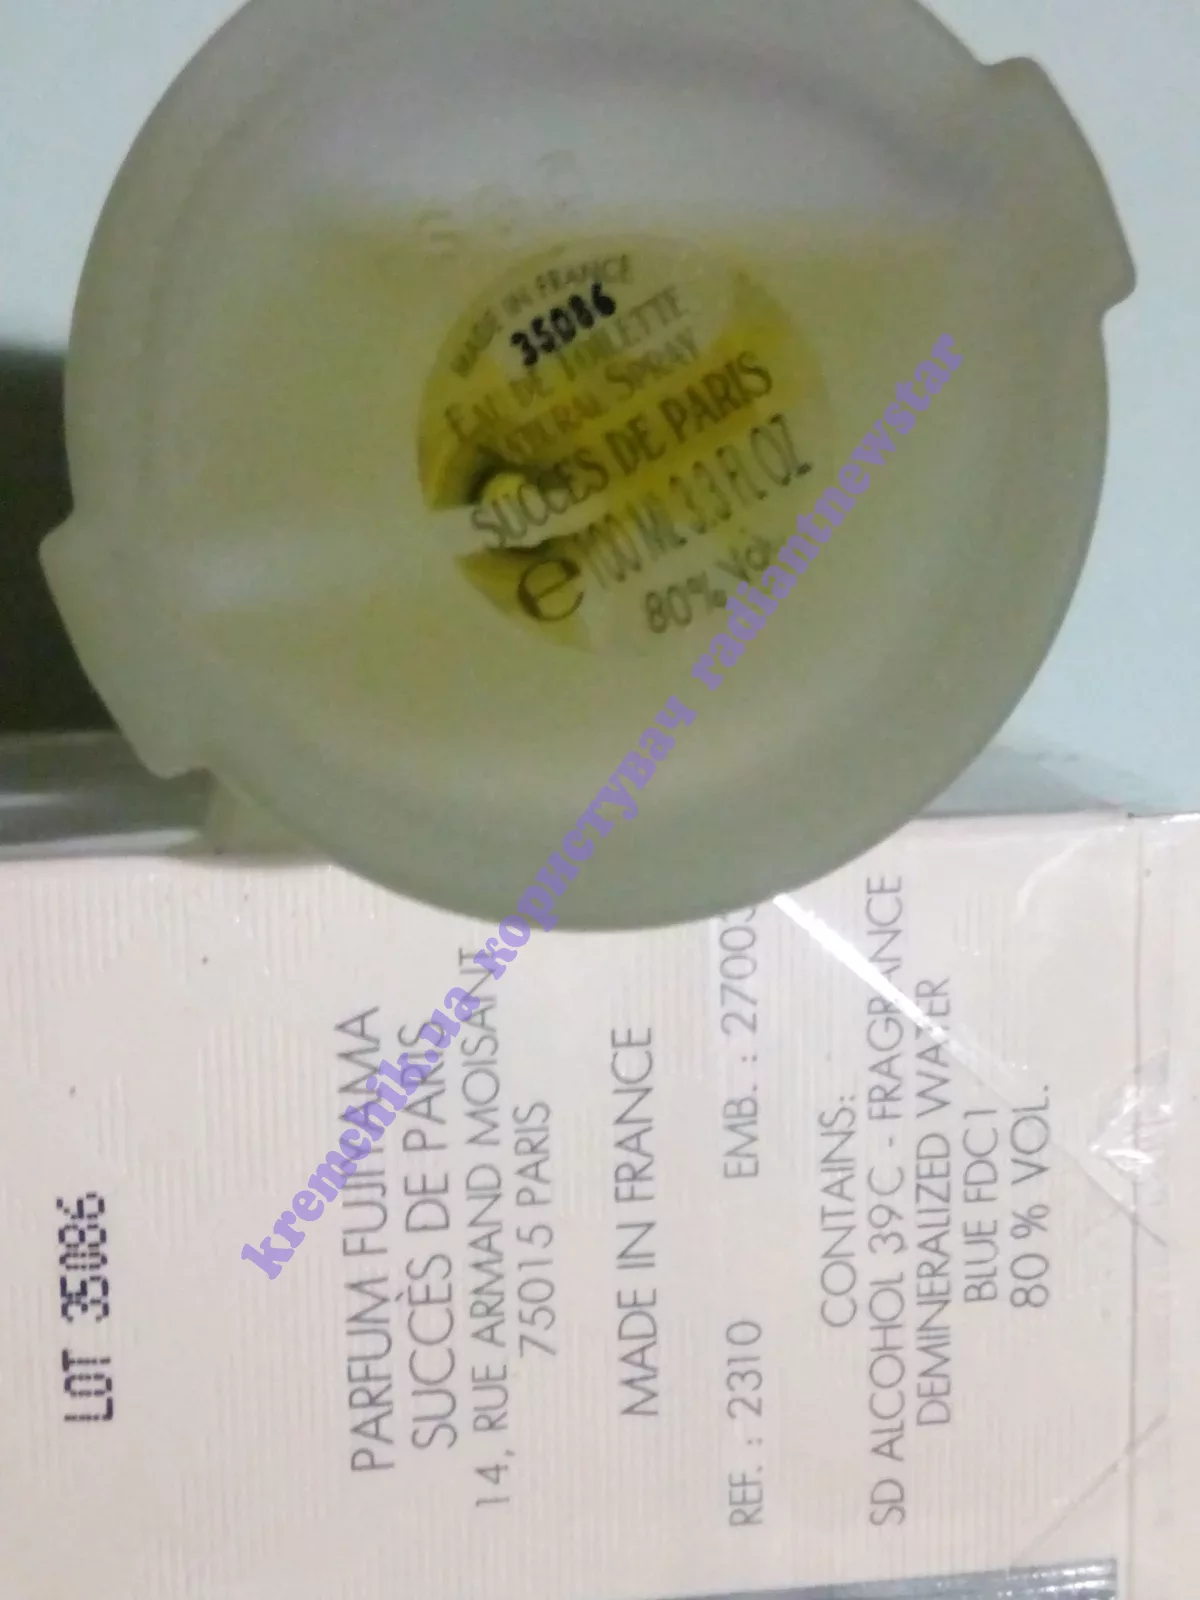 MADE IN FRANCE
35086
EAU DE TOILETTE
NATURAL SPRAY
SUCCÈS DE PARIS
e 100 ML 3.3 FL OZ
80% Vol.
kremchik.ua користувач radiantnewstar
LOT 35086
PARFUM FUJIYAMA
SUCCÈS DE PARIS
14, RUE ARMAND MOISANT
75015 PARIS
MADE IN FRANCE
REF. : 2310 EMB. : 27003
CONTAINS:
SD ALCOHOL 39C - FRAGRANCE
DEMINERALIZED WATER
BLUE FDC1
80 % VOL.